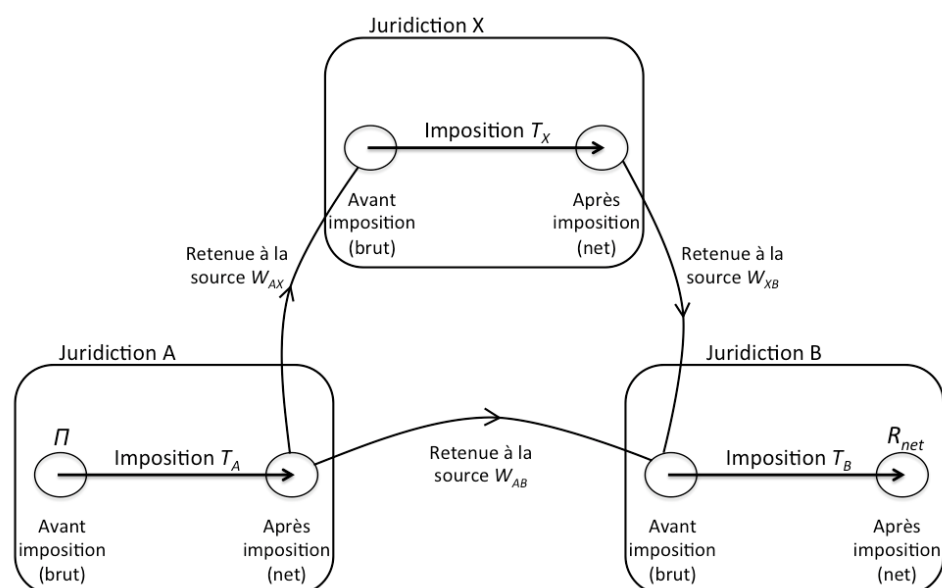 Juridiction X
Imposition T_X
Avant
imposition
(brut)
Après
imposition
(net)
Retenue à la
source W_AX
Retenue à la
source W_XB
Juridiction A
Π
Imposition T_A
Avant
imposition
(brut)
Après
imposition
(net)
Retenue à la
source W_AB
Juridiction B
R_net
Imposition T_B
Avant
imposition
(brut)
Après
imposition
(net)